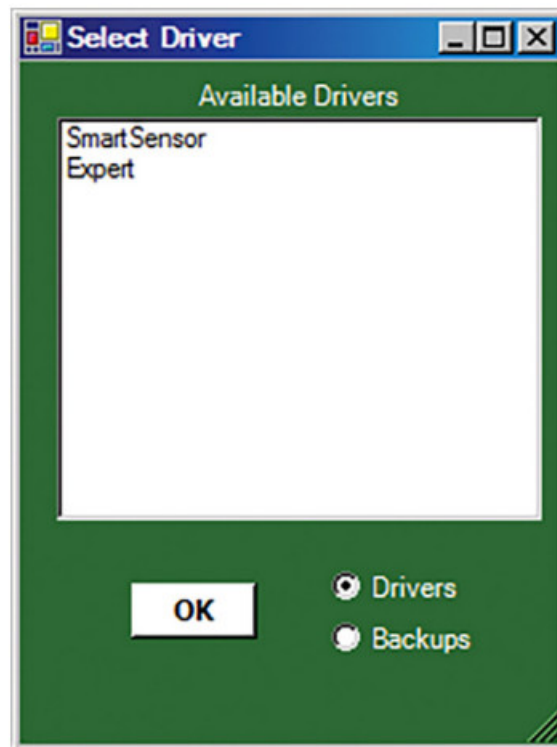 Select Driver
Available Drivers
SmartSensor
Expert
OK
Drivers
Backups